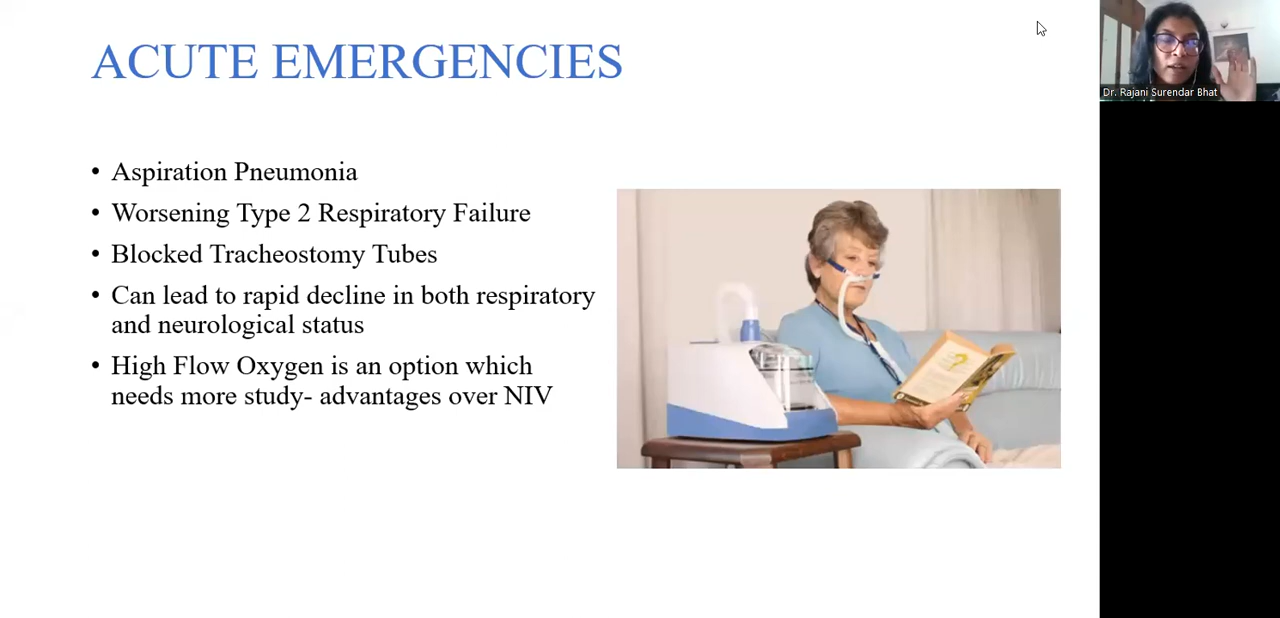 ACUTE EMERGENCIES
Dr. Rajani Surendar Bhat
• Aspiration Pneumonia
• Worsening Type 2 Respiratory Failure
• Blocked Tracheostomy Tubes
• Can lead to rapid decline in both respiratory
and neurological status
• High Flow Oxygen is an option which
needs more study- advantages over NIV